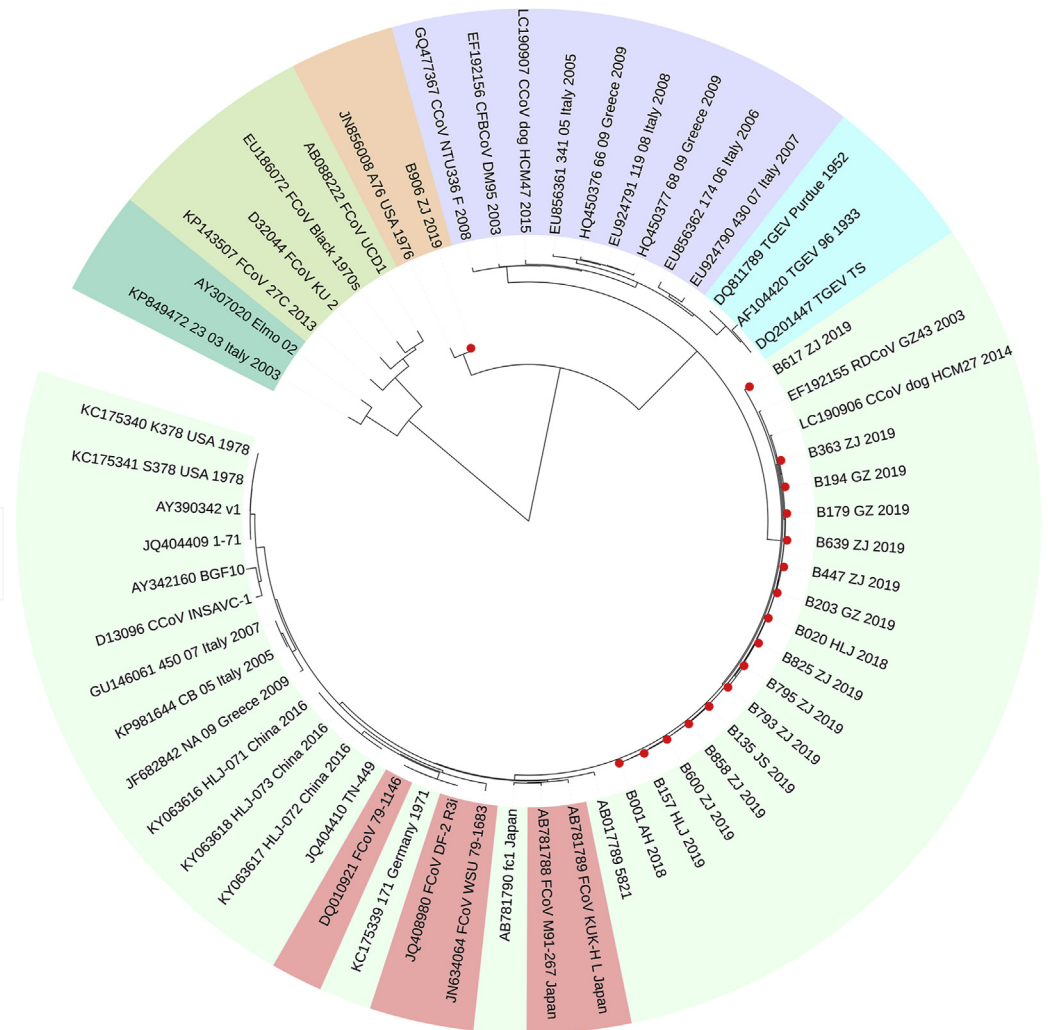 KP849472 23 03 Italy 2003
AY307020 Elmo 02
KP143507 FCoV 27C 2013
D32044 FCoV KU 2
EU186072 FCoV Black 1970s
AB088222 FCoV UCD1
JN856008 A76 USA 1976
B906 ZJ 2019
GQ477367 CCoV NTU336 F 2008
EF192156 CFBCoV DM95 2003
LC190907 CCoV dog HCM47 2015
EU856361 341 05 Italy 2005
HQ450376 66 09 Greece 2009
EU924791 119 08 Italy 2008
HQ450377 68 09 Greece 2009
EU856362 174 06 Italy 2006
EU924790 430 07 Italy 2007
DQ811789 TGEV Purdue 1952
AF104420 TGEV 96 1933
DQ201447 TGEV TS
B617 ZJ 2019
EF192155 RDCoV GZ43 2003
LC190906 CCoV dog HCM27 2014
B363 ZJ 2019
B194 GZ 2019
B179 GZ 2019
B639 ZJ 2019
B447 ZJ 2019
B203 GZ 2019
B020 HLJ 2018
B825 ZJ 2019
B795 ZJ 2019
B793 ZJ 2019
B135 JS 2019
B858 ZJ 2019
B600 ZJ 2019
B157 HLJ 2019
B001 AH 2018
AB017789 5821
AB781789 FCoV KUK-H L Japan
AB781788 FCoV M91-267 Japan
AB781790 fc1 Japan
JN634064 FCoV WSU 79-1683
JQ408980 FCoV DF-2 R3i
KC175339 171 Germany 1971
DQ010921 FCoV 79-1146
JQ404410 TN-449
KY063617 HLJ-072 China 2016
KY063618 HLJ-073 China 2016
KY063616 HLJ-071 China 2016
JF682842 NA 09 Greece 2009
KP981644 CB 05 Italy 2005
GU146061 450 07 Italy 2007
D13096 CCoV INSAVC-1
AY342160 BGF10
JQ404409 1-71
AY390342 v1
KC175341 S378 USA 1978
KC175340 K378 USA 1978